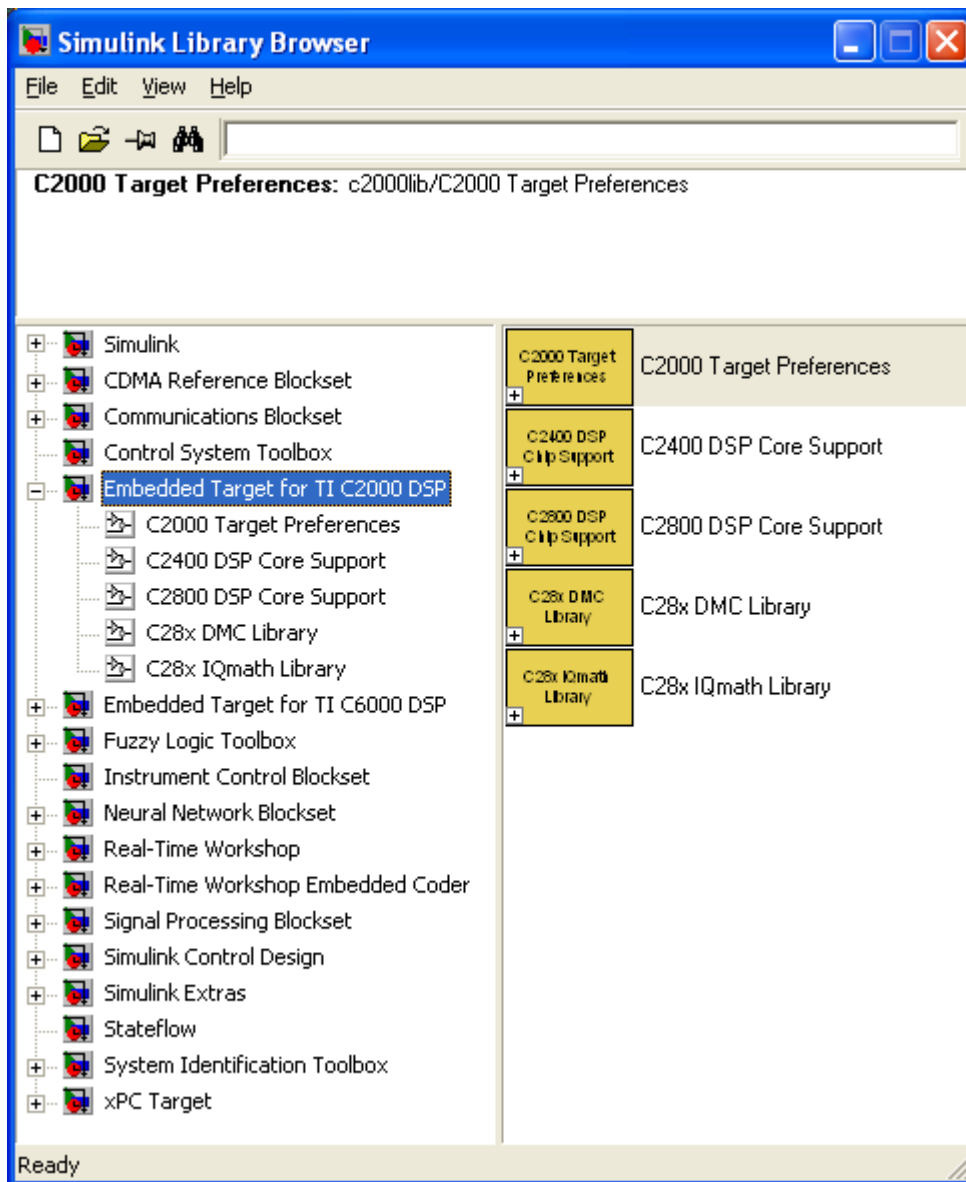 Simulink Library Browser
File Edit View Help
C2000 Target Preferences: c2000lib/C2000 Target Preferences
Simulink
CDMA Reference Blockset
Communications Blockset
Control System Toolbox
Embedded Target for TI C2000 DSP
C2000 Target Preferences
C2400 DSP Core Support
C2800 DSP Core Support
C28x DMC Library
C28x IQmath Library
Embedded Target for TI C6000 DSP
Fuzzy Logic Toolbox
Instrument Control Blockset
Neural Network Blockset
Real-Time Workshop
Real-Time Workshop Embedded Coder
Signal Processing Blockset
Simulink Control Design
Simulink Extras
Stateflow
System Identification Toolbox
xPC Target
C2000 Target
Preferences
C2000 Target Preferences
C2400 DSP
Chip Support
C2400 DSP Core Support
C2800 DSP
Chip Support
C2800 DSP Core Support
C28x DMC
Library
C28x DMC Library
C28x IQmath
Library
C28x IQmath Library
Ready